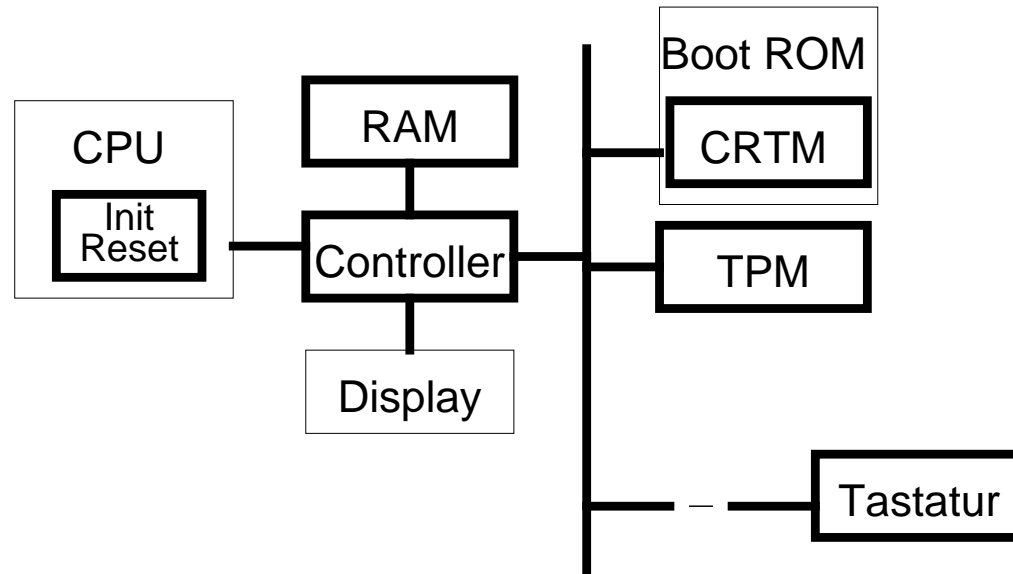 CPU
Init
Reset
RAM
Controller
Display
Boot ROM
CRTM
TPM
Tastatur